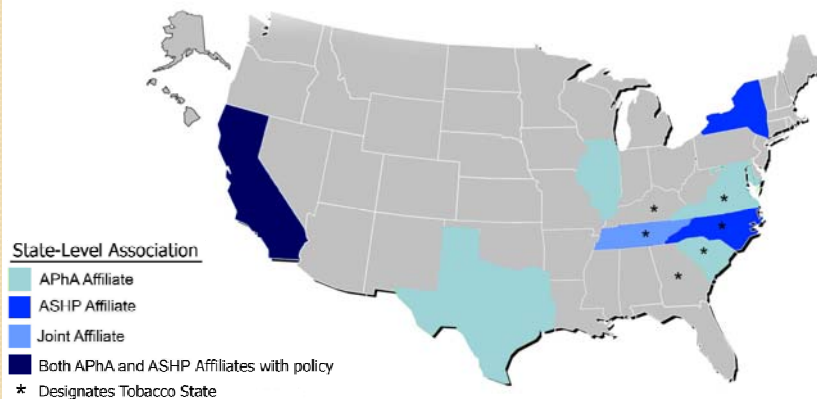 *
*
*
*
*
State-Level Association
APhA Affiliate
ASHP Affiliate
Joint Affiliate
Both APhA and ASHP Affiliates with policy
* Designates Tobacco State